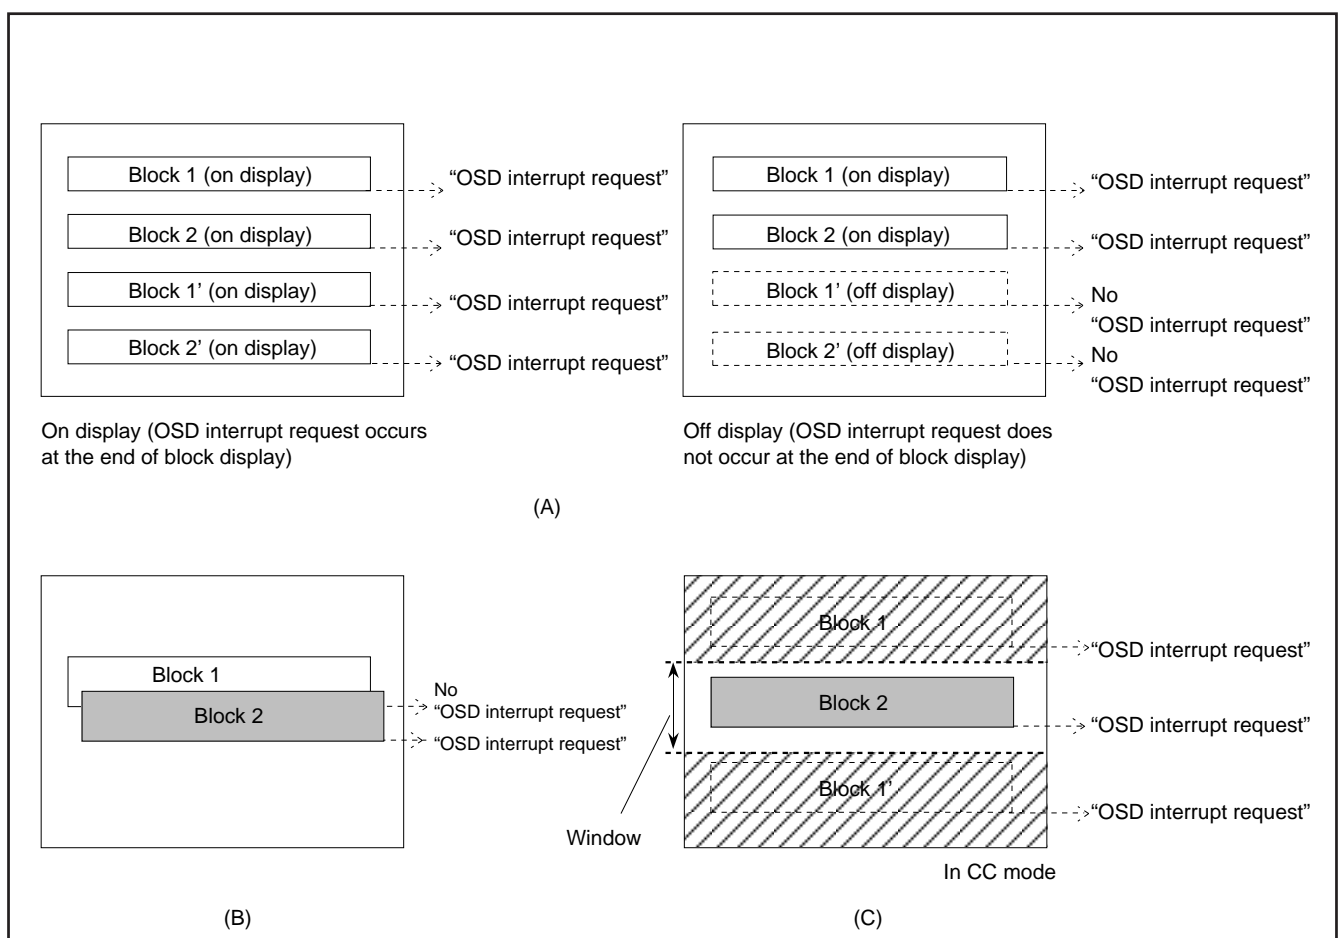 Block 1 (on display)
“OSD interrupt request”
Block 2 (on display)
“OSD interrupt request”
Block 1’ (on display)
“OSD interrupt request”
Block 2’ (on display)
“OSD interrupt request”
On display (OSD interrupt request occurs
at the end of block display)
Block 1 (on display)
“OSD interrupt request”
Block 2 (on display)
“OSD interrupt request”
Block 1’ (off display)
No
“OSD interrupt request”
Block 2’ (off display)
No
“OSD interrupt request”
Off display (OSD interrupt request does
not occur at the end of block display)
(A)
Block 1
Block 2
No
“OSD interrupt request”
“OSD interrupt request”
(B)
Block 1
“OSD interrupt request”
Block 2
“OSD interrupt request”
Block 1’
“OSD interrupt request”
Window
In CC mode
(C)